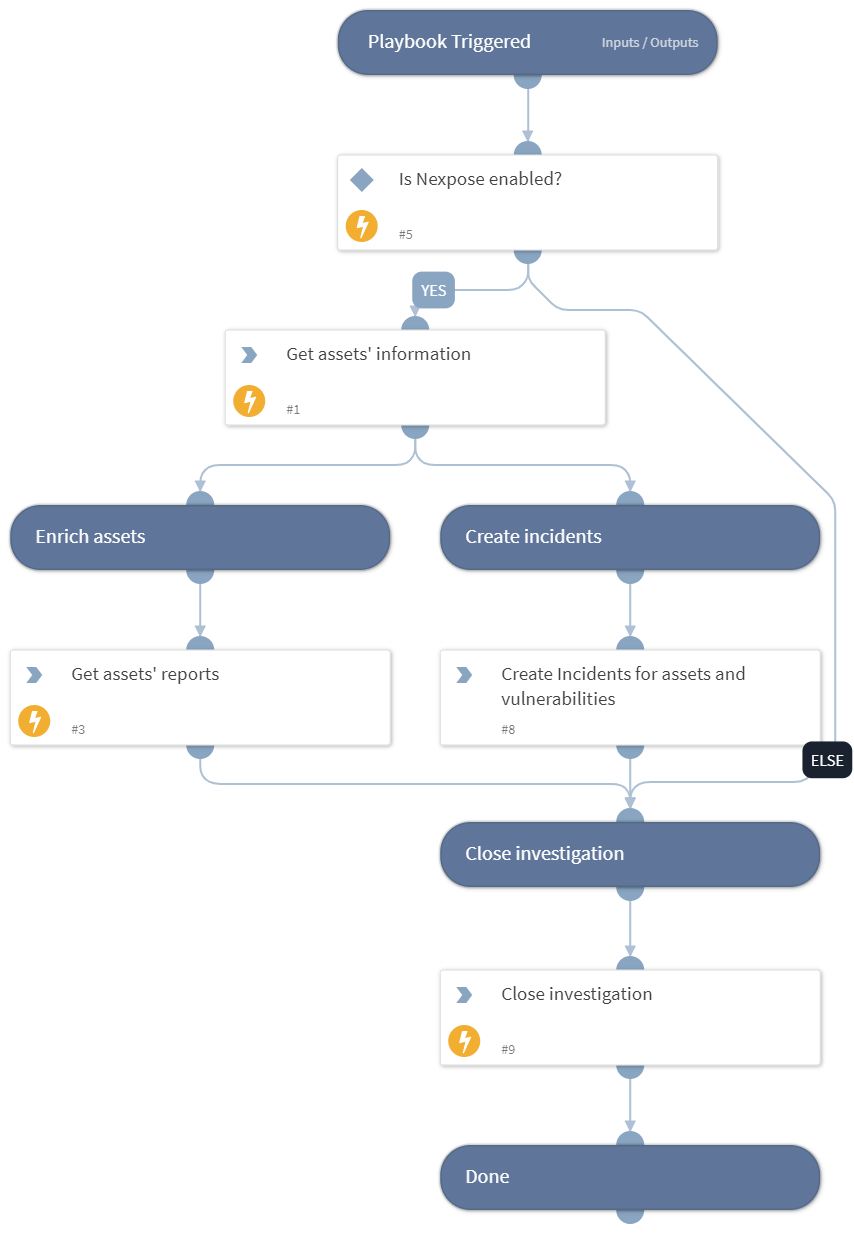 Playbook Triggered
Inputs / Outputs
Is Nexpose enabled?
#5
YES
Get assets' information
#1
Enrich assets
Create incidents
Get assets' reports
#3
Create Incidents for assets and
vulnerabilities
#8
ELSE
Close investigation
Close investigation
#9
Done